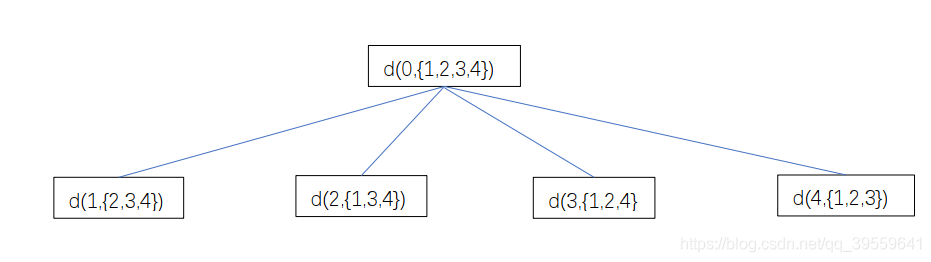 d(0,{1,2,3,4})
d(1,{2,3,4})
d(2,{1,3,4})
d(3,{1,2,4}
d(4,{1,2,3})
https://blog.csdn.net/qq_39559641